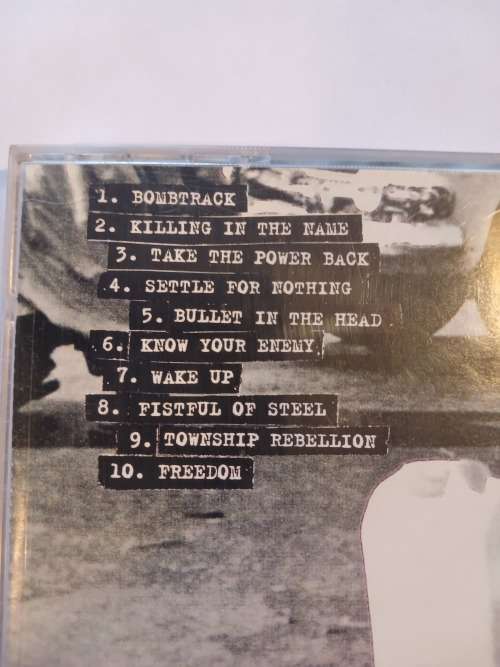 1. BOMBTRACK
2. KILLING IN THE NAME
3. TAKE THE POWER BACK
4. SETTLE FOR NOTHING
5. BULLET IN THE HEAD
6. KNOW YOUR ENEMY
7. WAKE UP
8. FISTFUL OF STEEL
9. TOWNSHIP REBELLION
10. FREEDOM